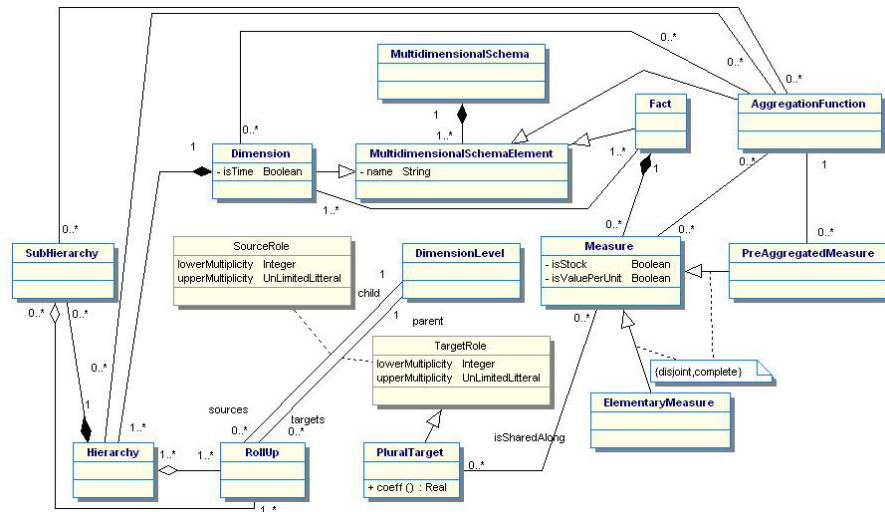 0..*
0..*
0..*
0..*
MultidimensionalSchema
Fact
AggregationFunction
1
1
1
0..*
1..*
1..*
0..*
1
Dimension
- isTime Boolean
MultidimensionalSchemaElement
- name String
1..*
0..*
0..*
0..*
0..*
SubHierarchy
SourceRole
lowerMultiplicity Integer
upperMultiplicity UnLimitedLitteral
DimensionLevel
Measure
- isStock Boolean
- isValuePerUnit Boolean
PreAggregatedMeasure
1
child
1
0..*
0..*
0..*
parent
TargetRole
lowerMultiplicity Integer
upperMultiplicity UnLimitedLitteral
{disjoint,complete}
0..*
1
sources
targets
ElementaryMeasure
1..*
0..*
0..*
isSharedAlong
Hierarchy
1..*
1..*
RollUp
PluralTarget
+ coeff () : Real
0..*
1..*